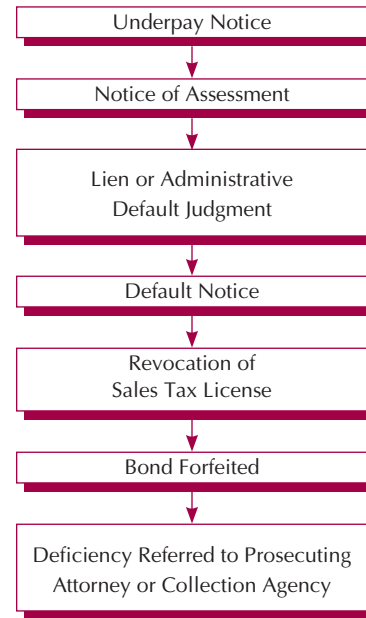 Underpay Notice
Notice of Assessment
Lien or Administrative
Default Judgment
Default Notice
Revocation of
Sales Tax License
Bond Forfeited
Deficiency Referred to Prosecuting
Attorney or Collection Agency